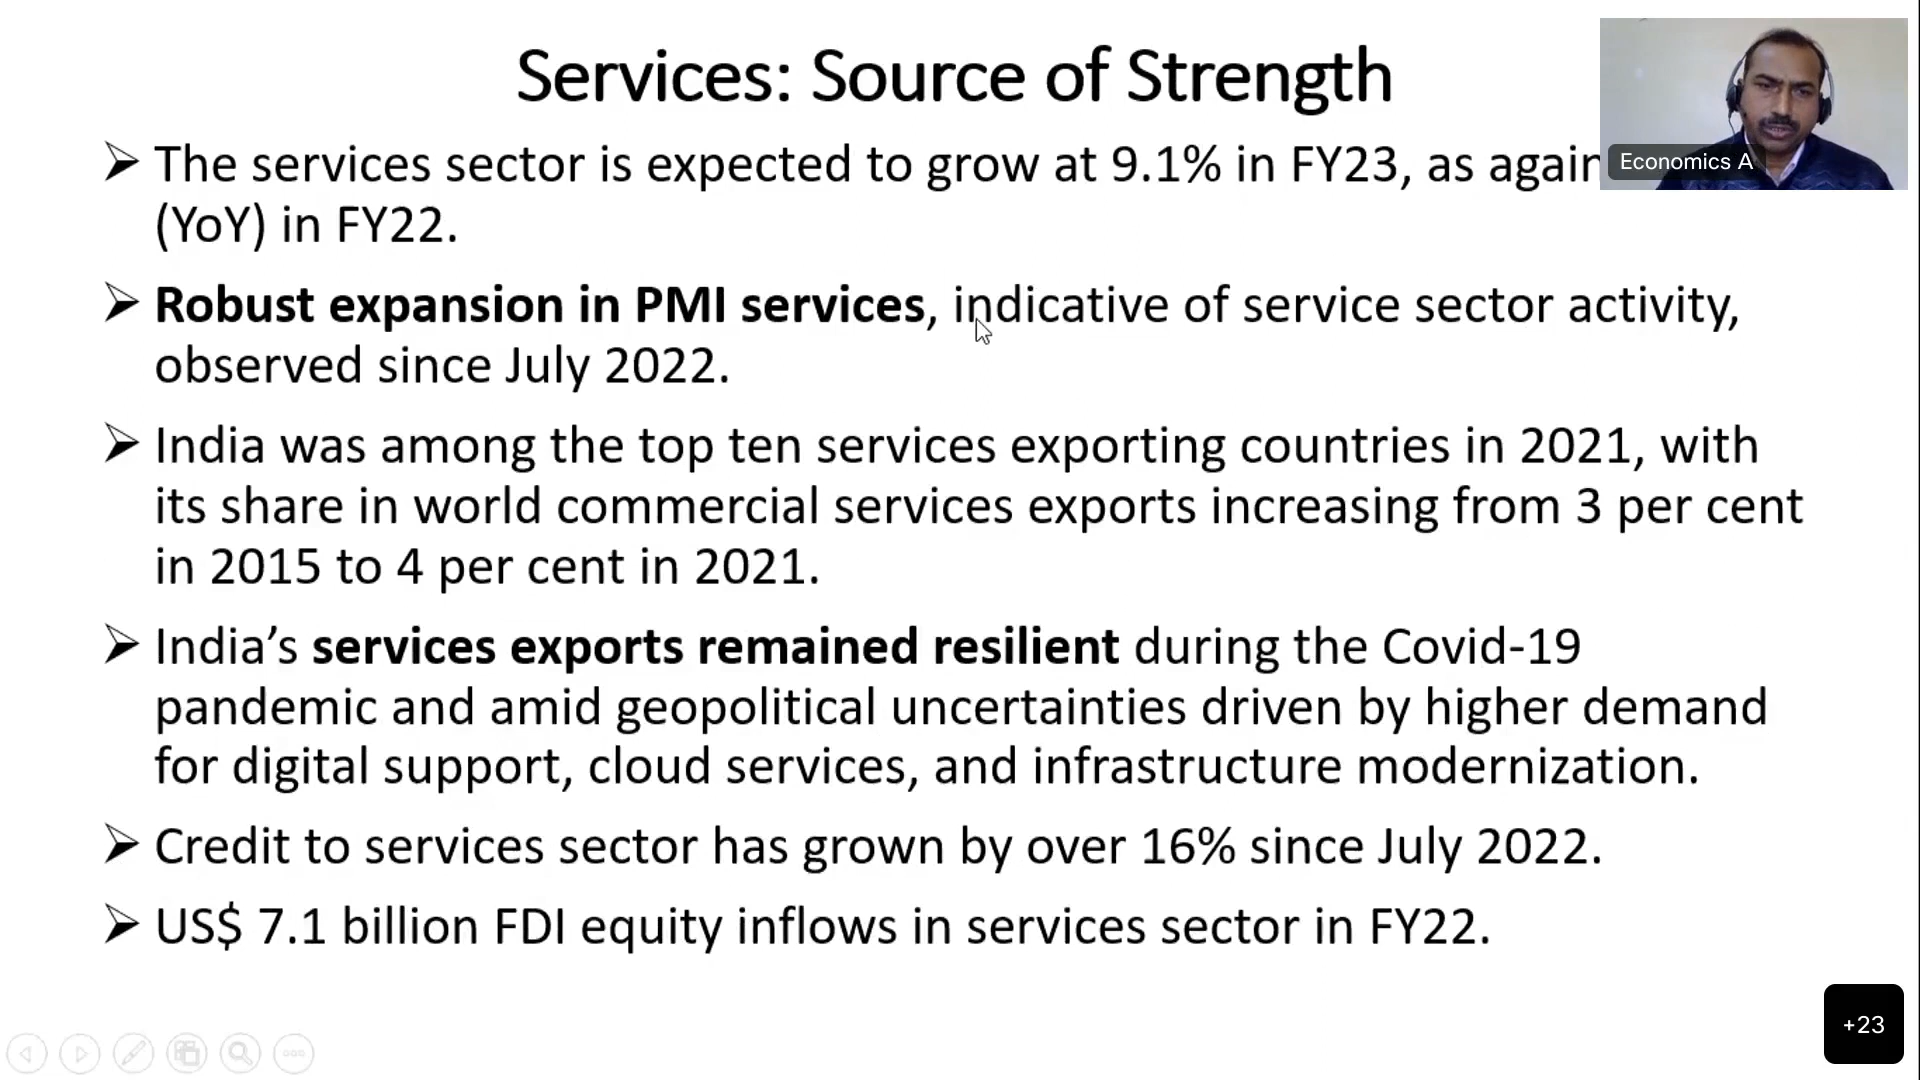 Services: Source of Strength
Economics A
The services sector is expected to grow at 9.1% in FY23, as
(YoY) in FY22.
Robust expansion in PMI services, indicative of service sector activity,
observed since July 2022.
India was among the top ten services exporting countries in 2021, with
its share in world commercial services exports increasing from 3 per cent
in 2015 to 4 per cent in 2021.
India’s services exports remained resilient during the Covid-19
pandemic and amid geopolitical uncertainties driven by higher demand
for digital support, cloud services, and infrastructure modernization.
Credit to services sector has grown by over 16% since July 2022.
US$ 7.1 billion FDI equity inflows in services sector in FY22.
+23